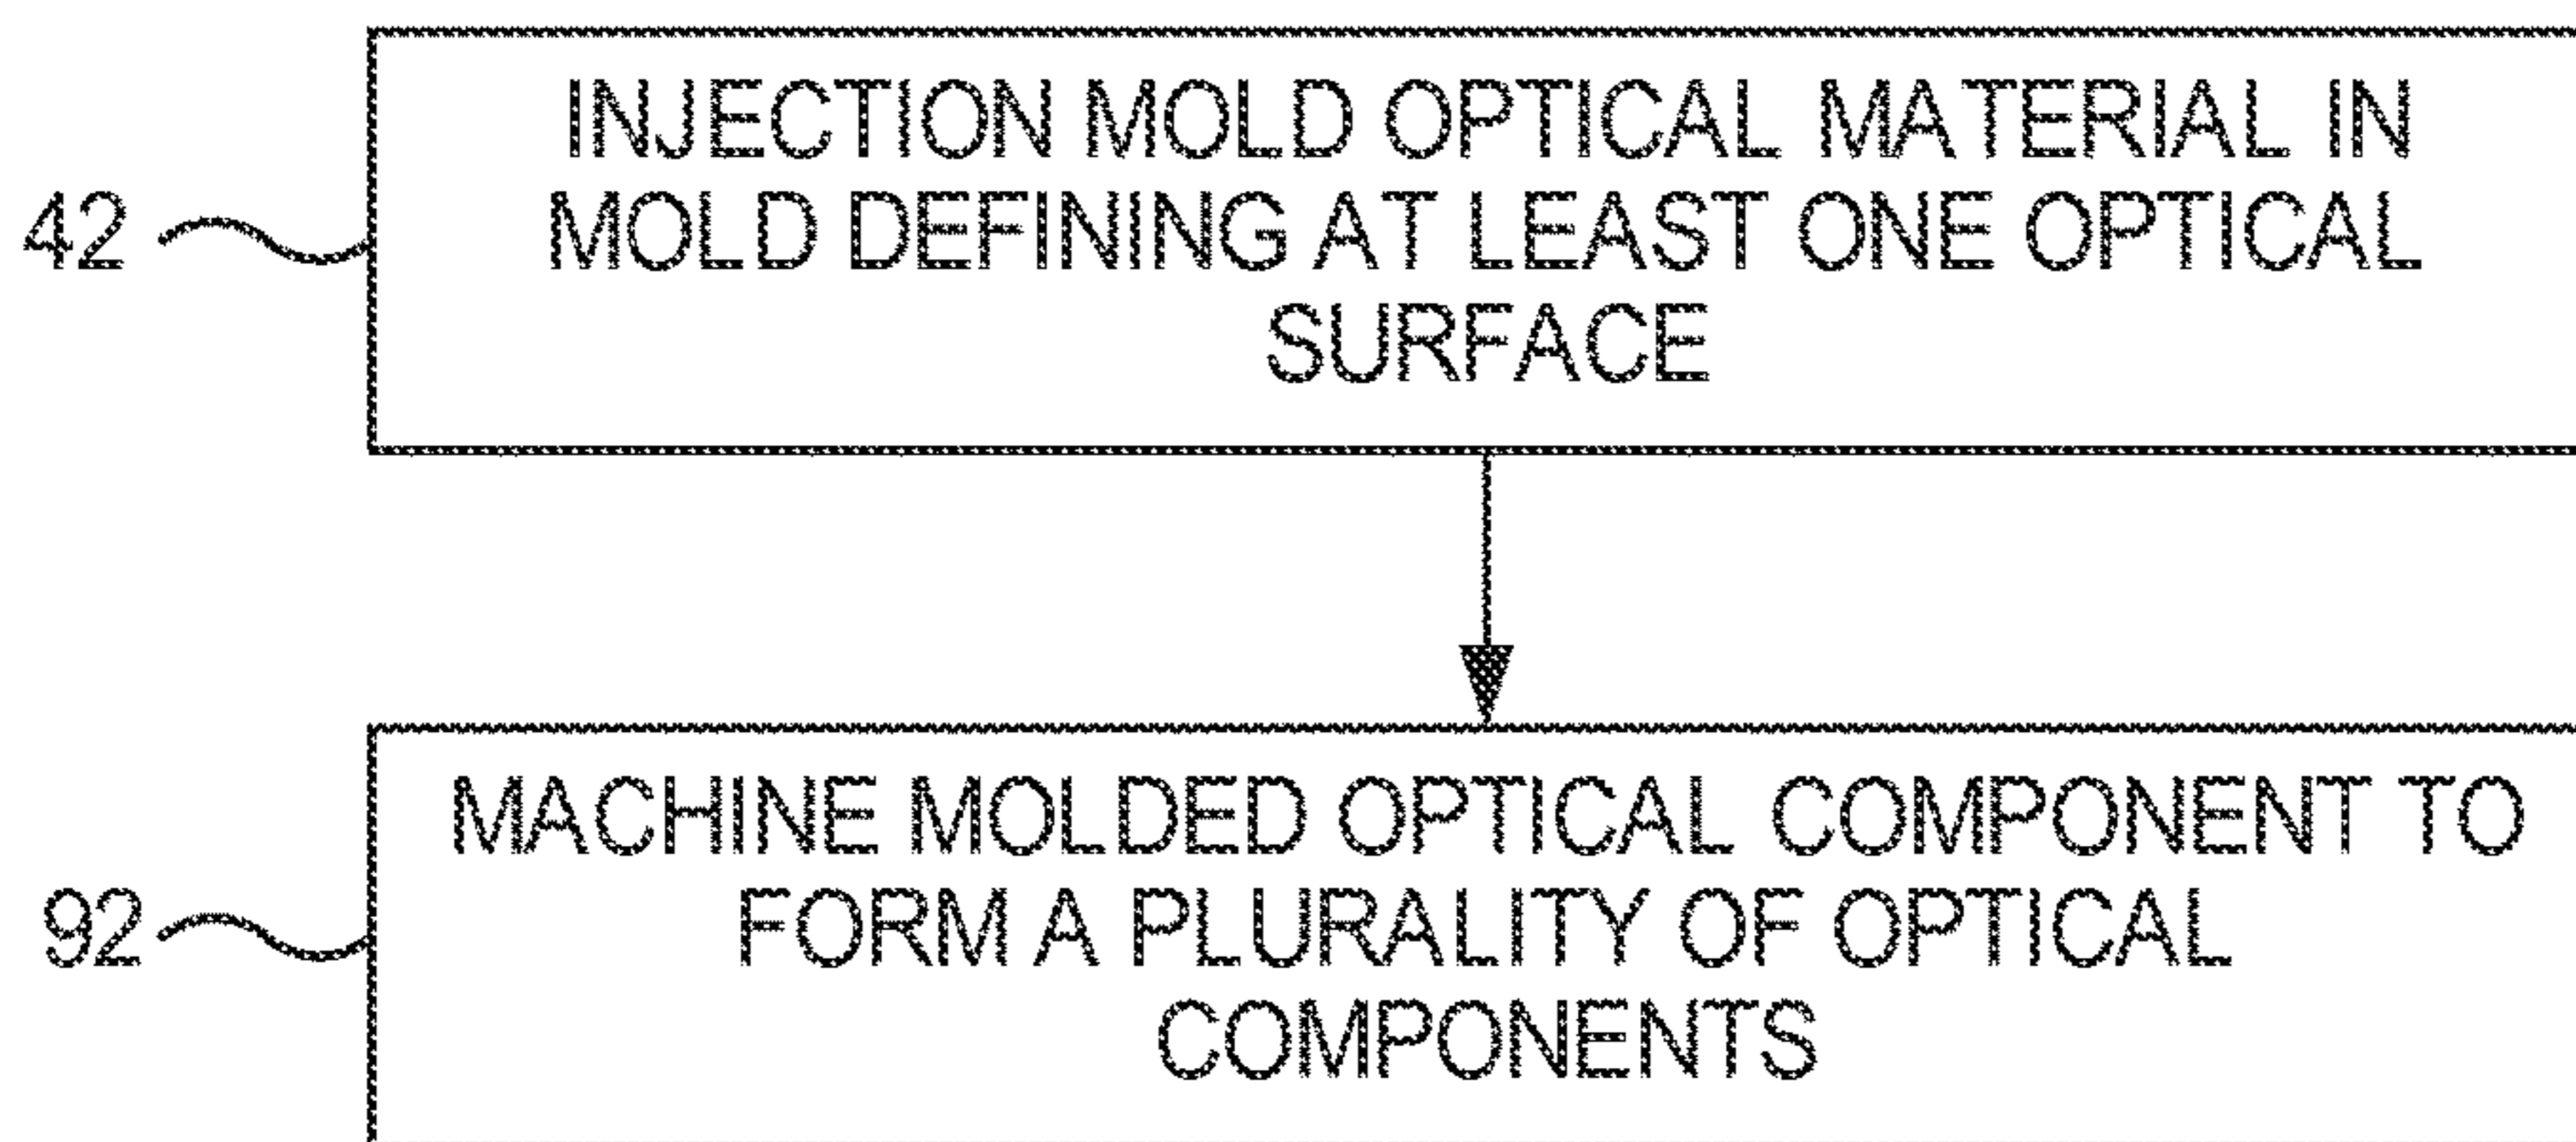 INJECTION MOLD OPTICAL MATERIAL IN
42 MOLD DEFINING AT LEAST ONE OPTICAL
SURFACE
MACHINE MOLDED OPTICAL COMPONENT TO
92 FORM A PLURALITY OF OPTICAL
COMPONENTS